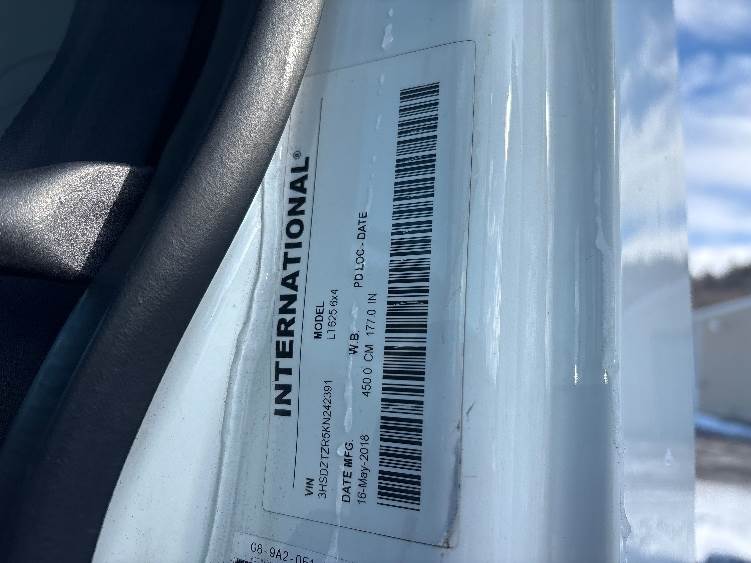 INTERNATIONAL®
VIN MODEL
3HSDZTZR5KN242391 LT625 6x4
DATE MFG. W.B. PD LOC - DATE
16-May-2018 450.0 CM 177.0 IN